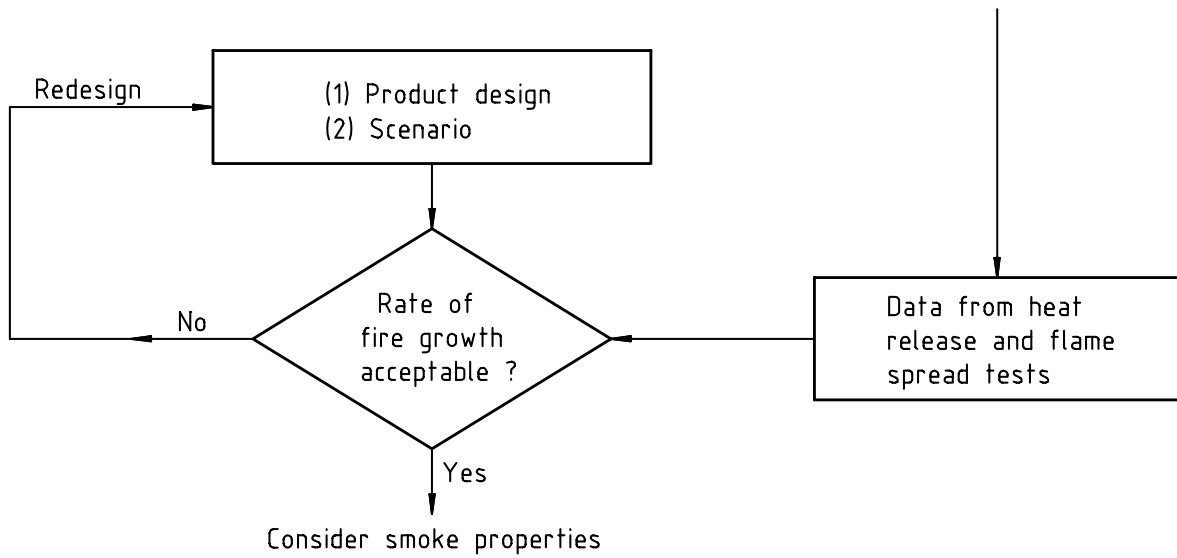 Redesign
(1) Product design
(2) Scenario
No
Rate of
fire growth
acceptable ?
Data from heat
release and flame
spread tests
Yes
Consider smoke properties